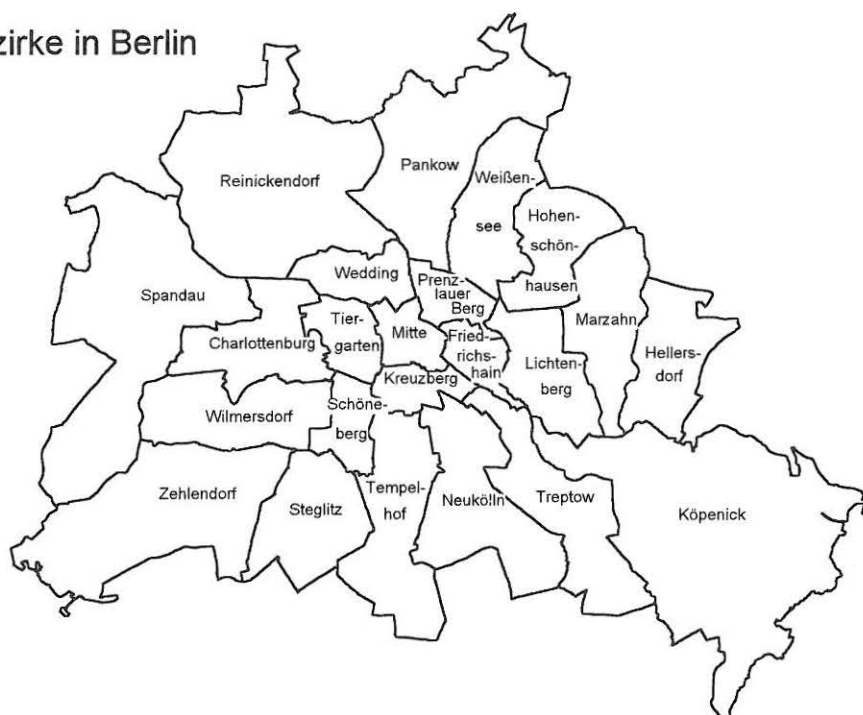 zirke in Berlin
Reinickendorf
Pankow
Weißen-
see
Hohen-
schön-
hausen
Wedding
Prenz-
lauer
Berg
Spandau
Charlottenburg
Tier-
garten
Mitte
Fried-
richs-
hain
Marzahn
Hellers-
dorf
Lichten-
berg
Kreuzberg
Wilmersdorf
Schöne-
berg
Zehlendorf
Steglitz
Tempel-
hof
Neukölln
Treptow
Köpenick